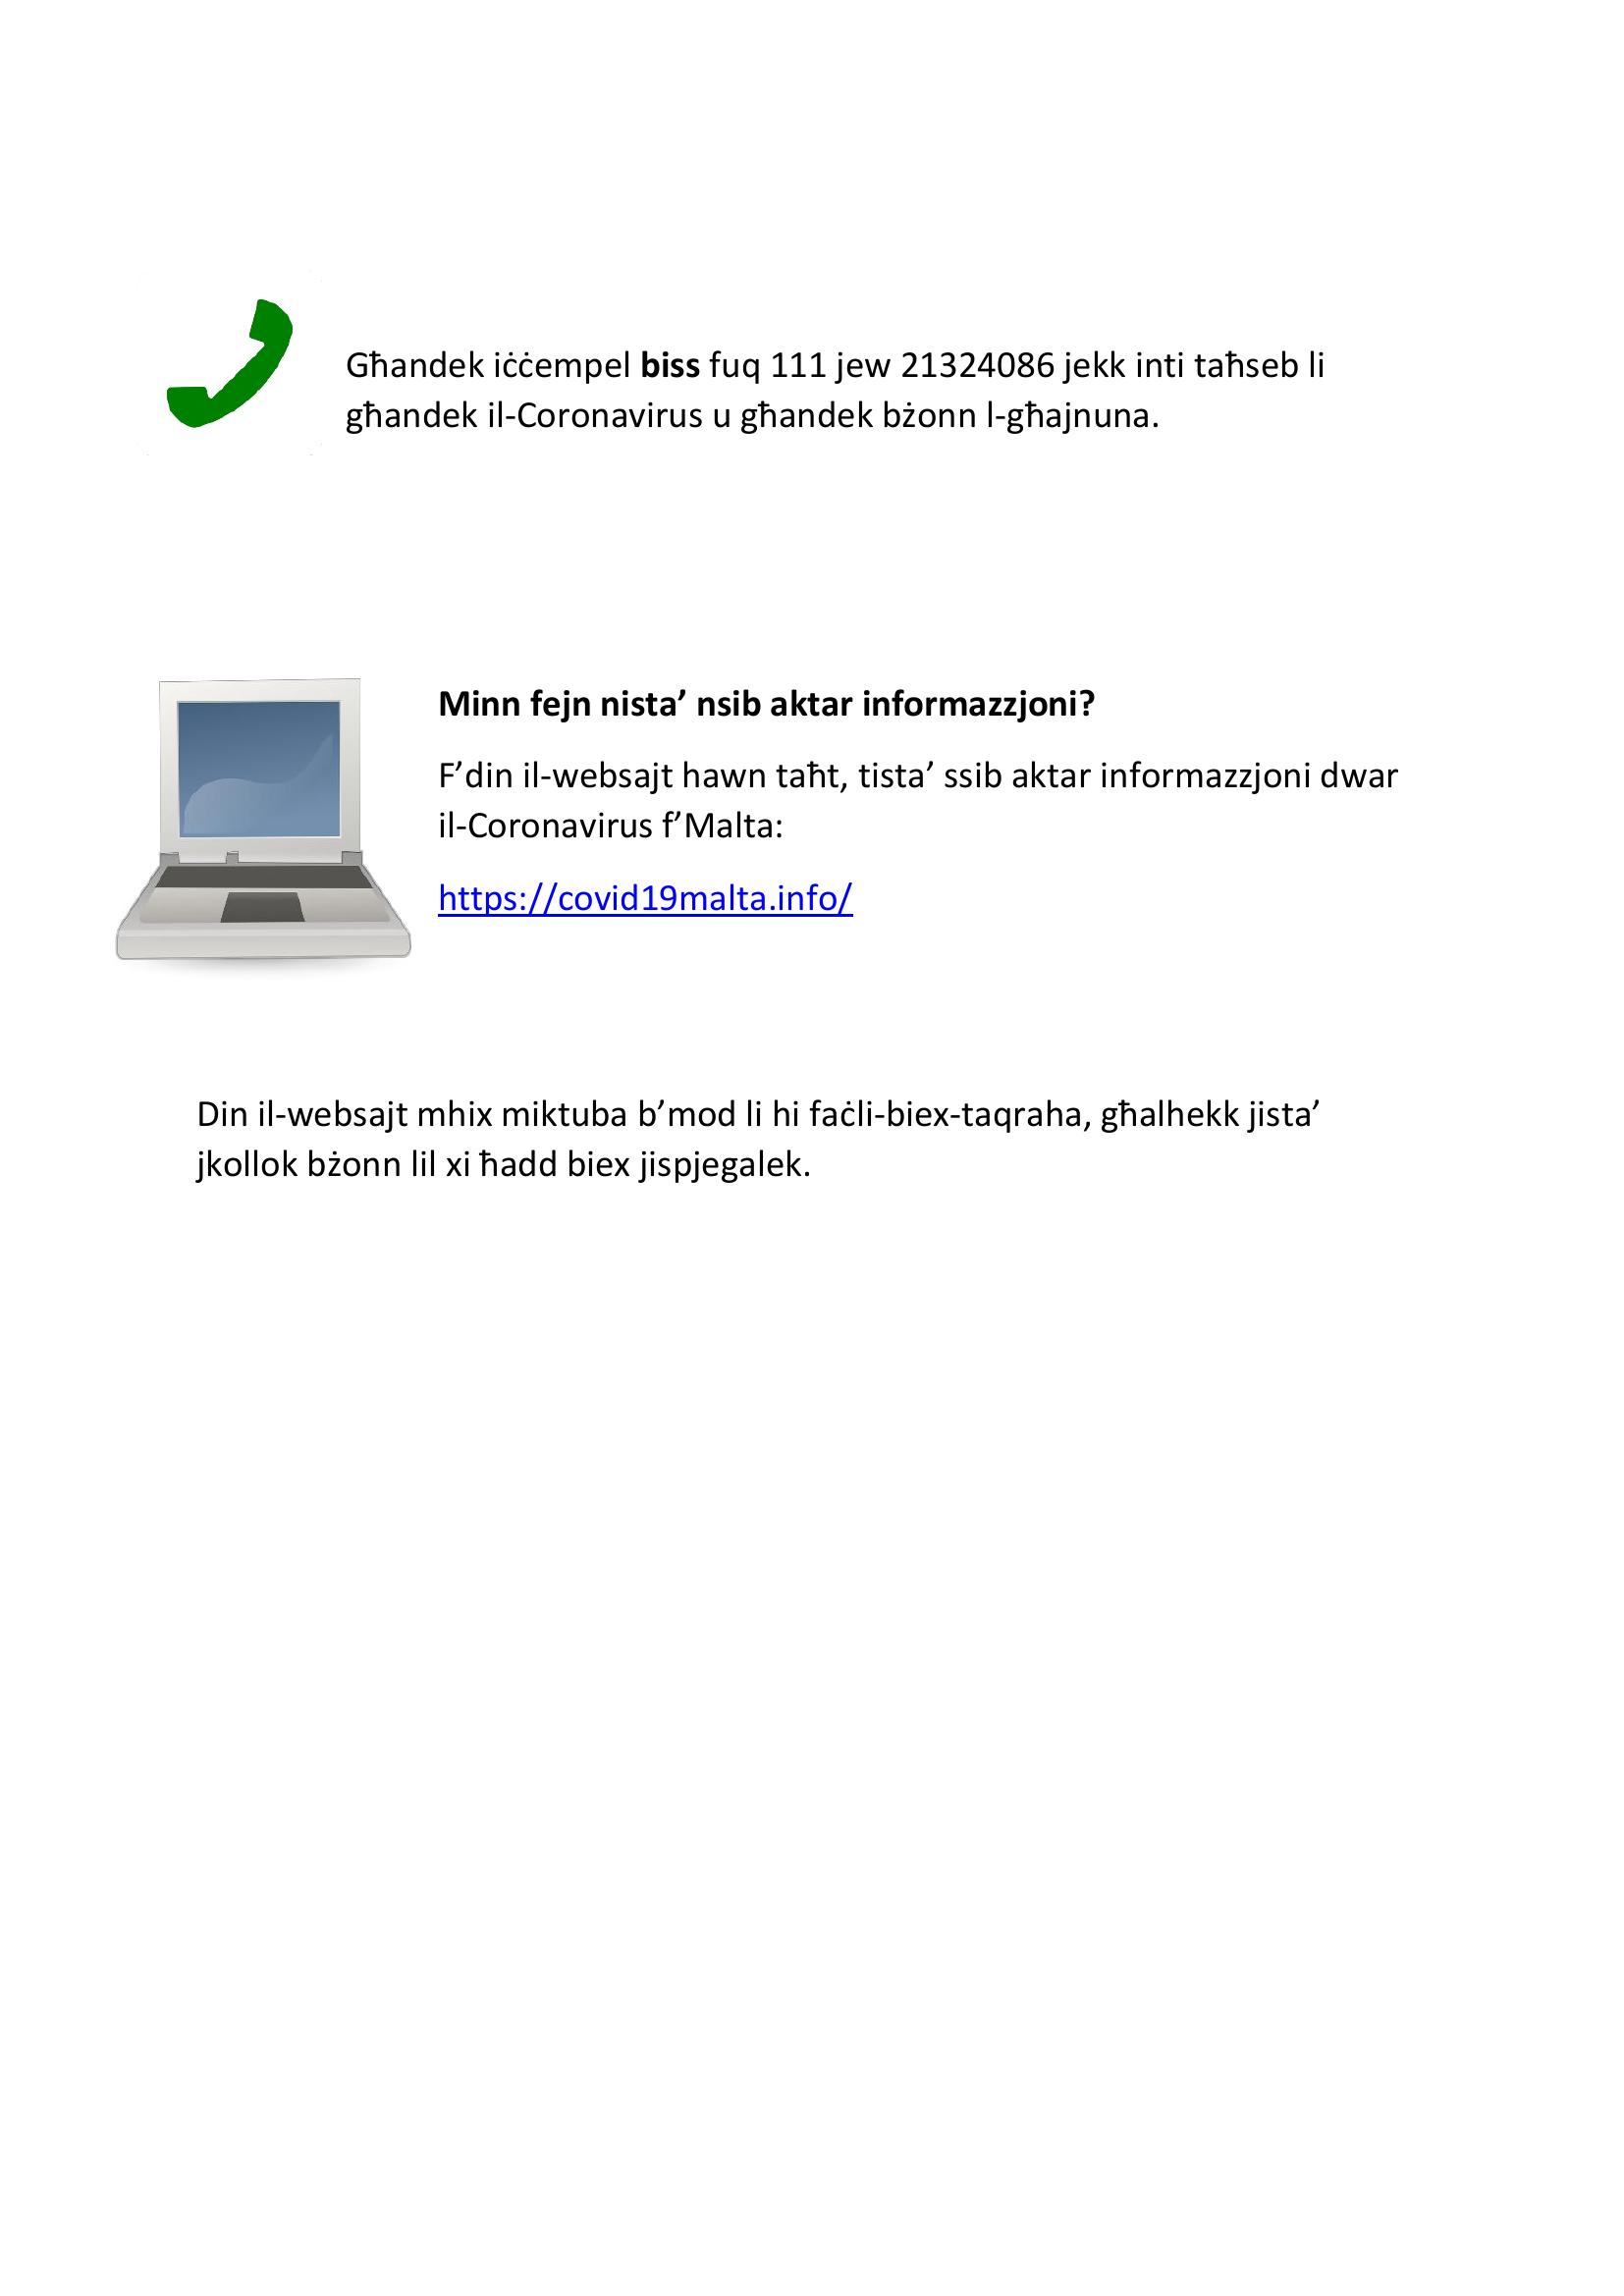 Għandek iċċempel biss fuq 111 jew 21324086 jekk inti taħseb li
għandek il-Coronavirus u għandek bżonn l-għajnuna.
Minn fejn nista’ nsib aktar informazzjoni?
F’din il-websajt hawn taħt, tista’ ssib aktar informazzjoni dwar
il-Coronavirus f’Malta:
https://covid19malta.info/
Din il-websajt mhix miktuba b’mod li hi faċli-biex-taqraha, għalhekk jista’
jkollok bżonn lil xi ħadd biex jispjegalek.